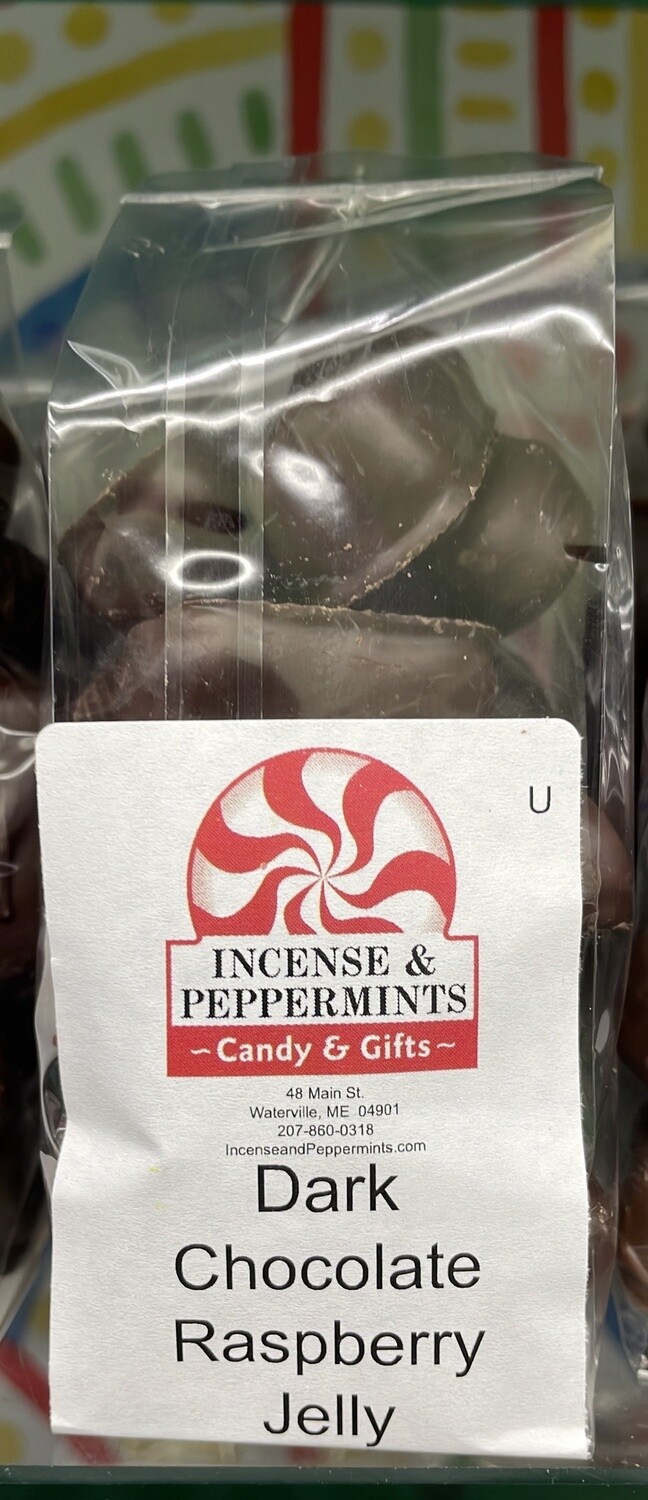 U
INCENSE &
PEPPERMINTS
~Candy & Gifts~
48 Main St.
Waterville, ME 04901
207-860-0318
IncenseandPeppermints.com
Dark
Chocolate
Raspberry
Jelly